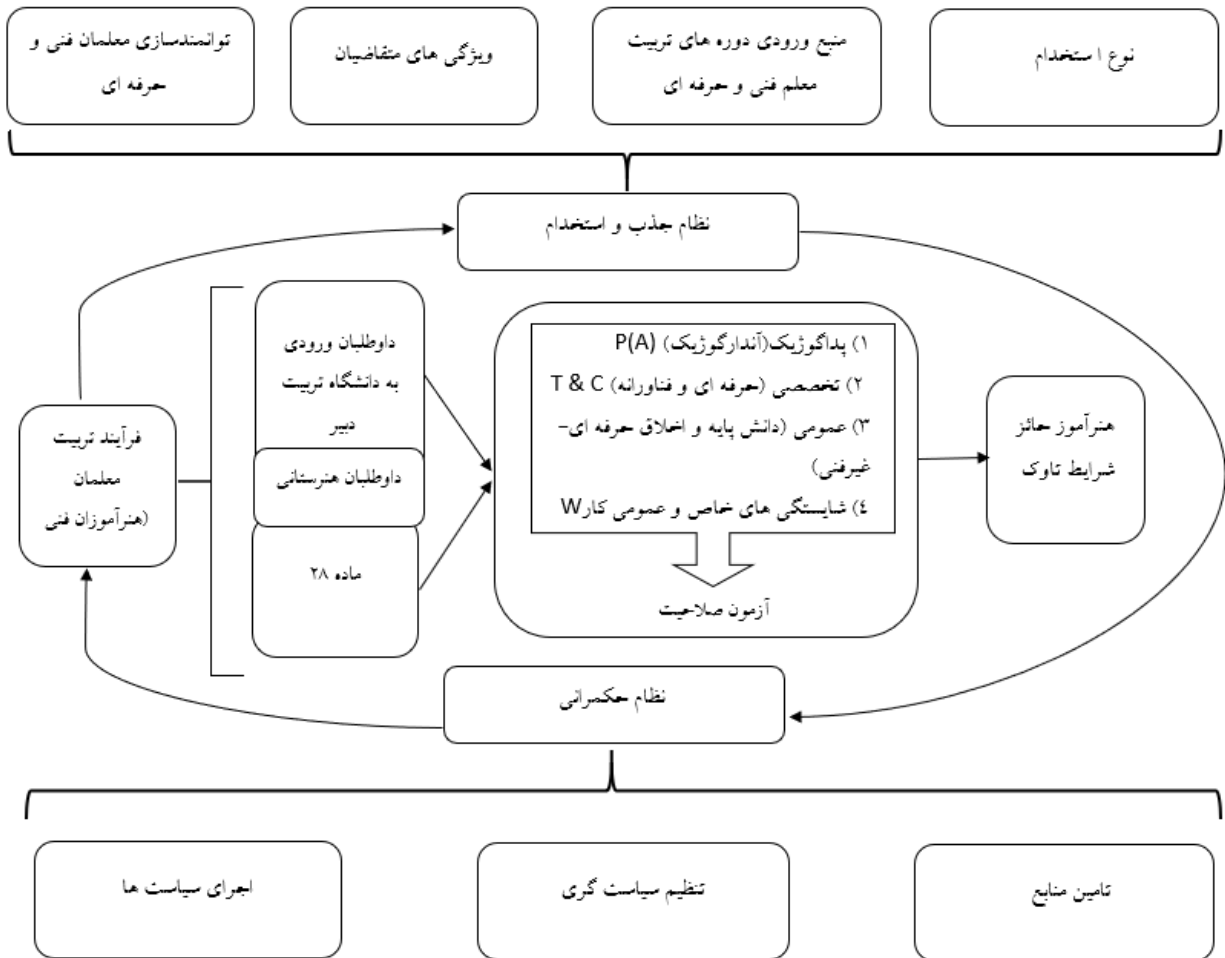 نوع استخدام
منبع ورودی دوره های تربیت
معلم فنی و حرفه ای
ویژگی های متقاضیان
توانمندسازی معلمان فنی و
حرفه ای
نظام جذب و استخدام
فرآیند تربیت
معلمان
(هنرآموزان فنی
داوطلبان ورودی
به دانشگاه تربیت
دبیر
داوطلبان هنرستانی
ماده ۲۸
۱) پداگوژیک(آندارگوژیک) P(A)
۲) تخصصی (حرفه ای و فناورانه) T & C
۳) عمومی (دانش پایه و اخلاق حرفه ای-
غیرفنی)
٤) شایستگی های خاص و عمومی کارW
آزمون صلاحیت
هنرآموز حائز
شرایط تاوک
نظام حکمرانی
تامین منابع
تنظیم سیاست گری
اجرای سیاست ها